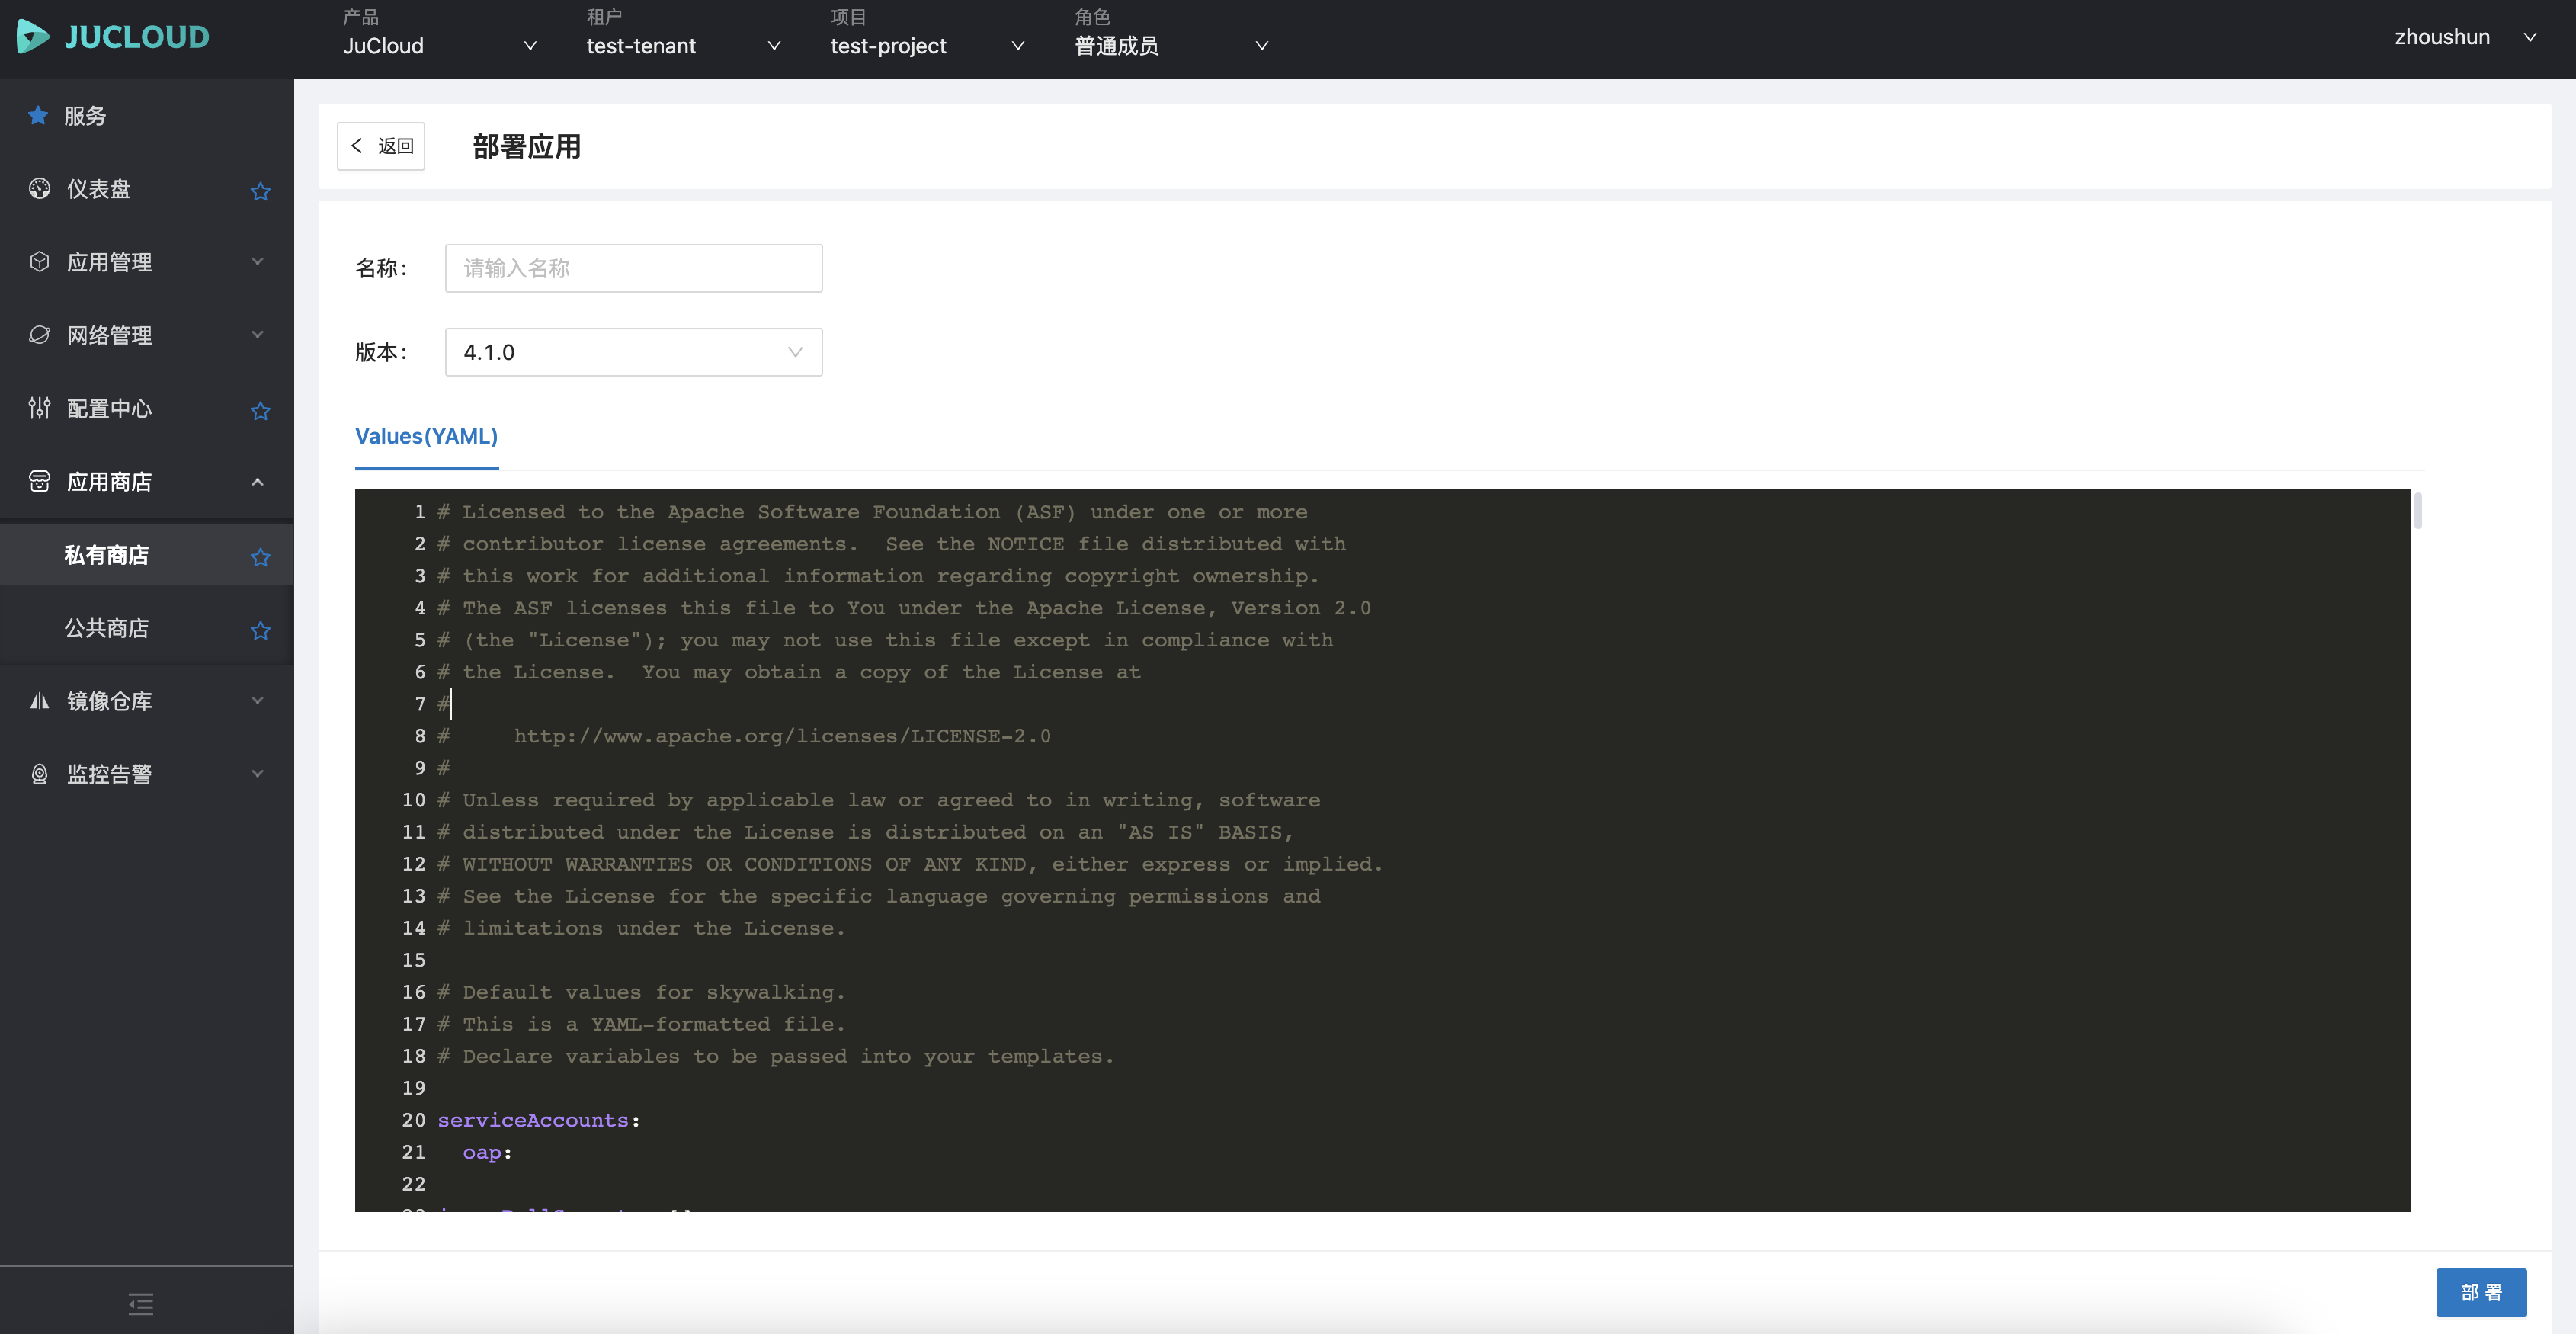 JUCLOUD
产品
JuCloud
租户
test-tenant
项目
test-project
角色
普通成员
zhoushun
服务
仪表盘
应用管理
网络管理
配置中心
应用商店
私有商店
公共商店
镜像仓库
监控告警
返回
部署应用
名称：
请输入名称
版本：
4.1.0
Values(YAML)
1 # Licensed to the Apache Software Foundation (ASF) under one or more
2 # contributor license agreements.  See the NOTICE file distributed with
3 # this work for additional information regarding copyright ownership.
4 # The ASF licenses this file to You under the Apache License, Version 2.0
5 # (the "License"); you may not use this file except in compliance with
6 # the License.  You may obtain a copy of the License at
7 #
8 #     http://www.apache.org/licenses/LICENSE-2.0
9 #
10 # Unless required by applicable law or agreed to in writing, software
11 # distributed under the License is distributed on an "AS IS" BASIS,
12 # WITHOUT WARRANTIES OR CONDITIONS OF ANY KIND, either express or implied.
13 # See the License for the specific language governing permissions and
14 # limitations under the License.
15
16 # Default values for skywalking.
17 # This is a YAML-formatted file.
18 # Declare variables to be passed into your templates.
19
20 serviceAccounts:
21   oap:
22
部 署